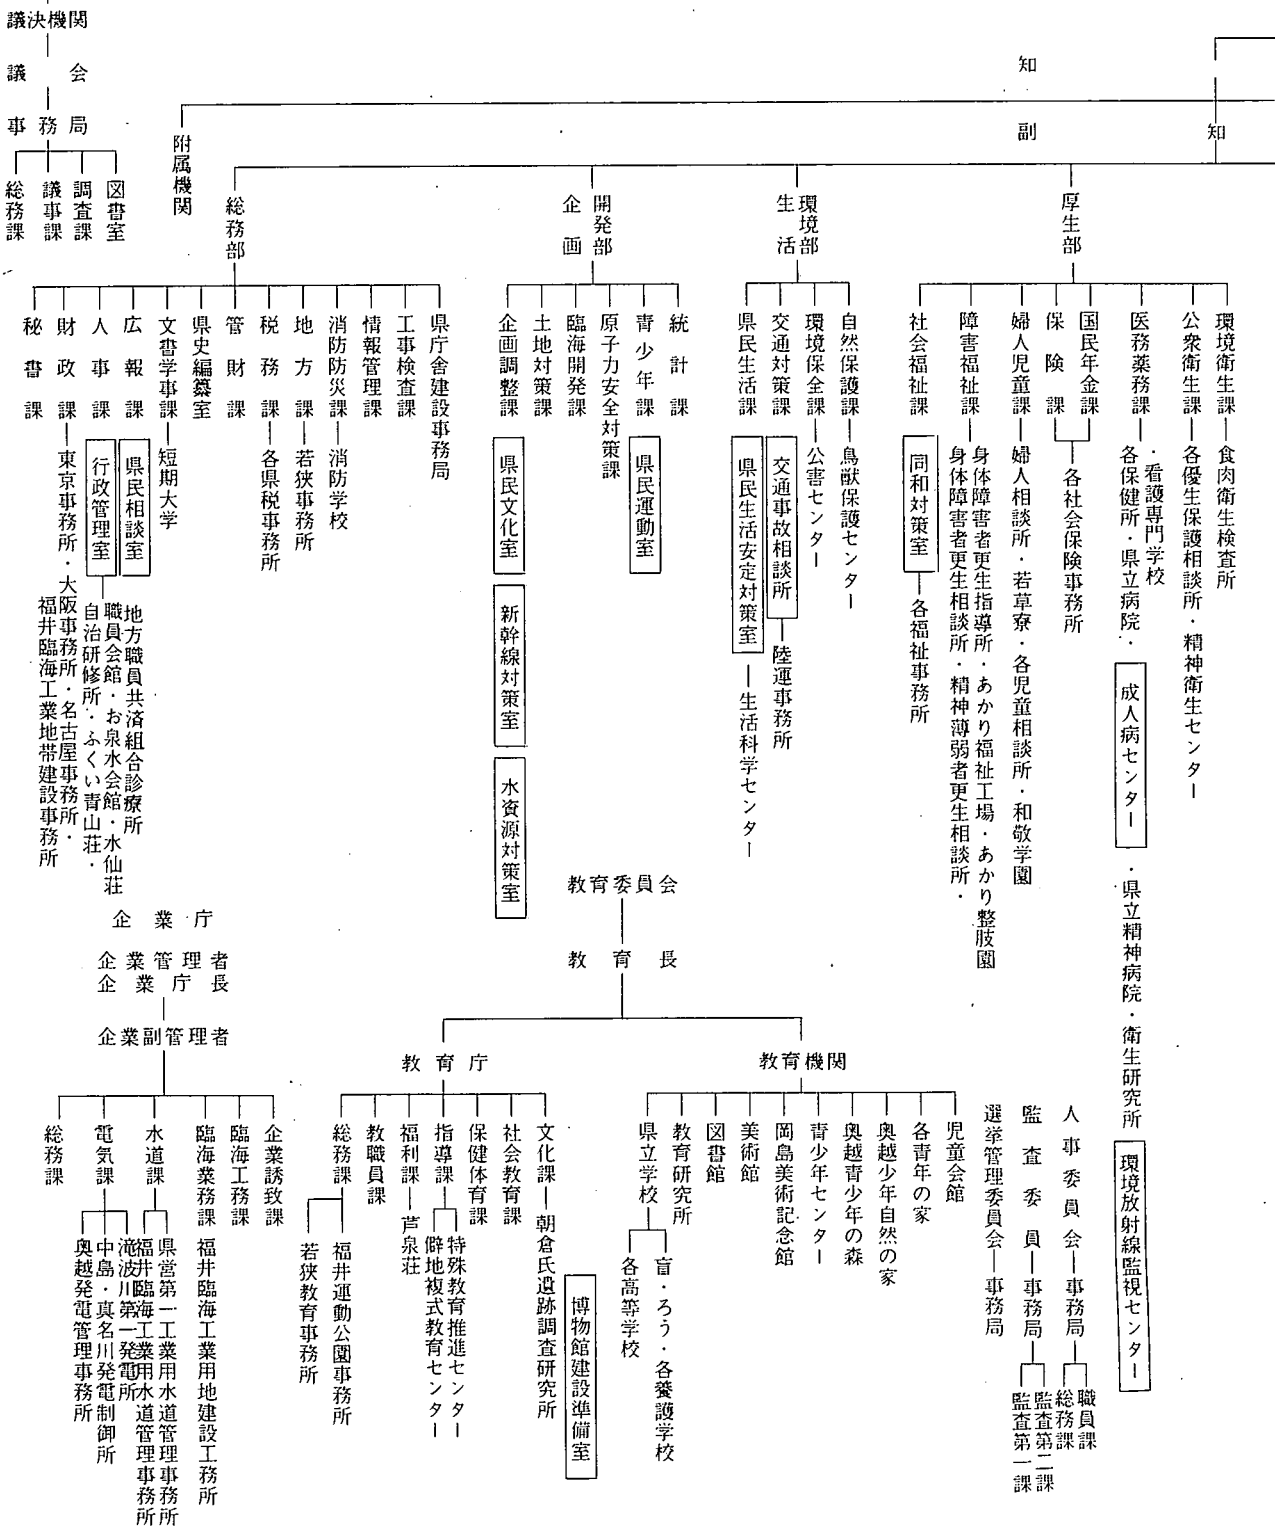 議決機関
議会
事務局
総務課
議事課
調査課
図書室
知
副
知
附属機関
総務部
秘書課
財政課
東京事務所・大阪事務所・名古屋事務所・
福井臨海工業地帯建設事務所
人事課
行政管理室
自治研修所・ふくい青山荘・
職員会館・お泉水会館・水仙荘
地方職員共済組合診療所
広報課
県民相談室
文書学事課
短期大学
県史編纂室
管財課
税務課
各県税事務所
地方課
若狭事務所
消防防災課
消防学校
情報管理課
工事検査課
県庁舎建設事務局
企画
開発部
企画調整課
県民文化室
新幹線対策室
水資源対策室
土地対策課
臨海開発課
原子力安全対策課
青少年課
県民運動室
統計課
生活
環境部
県民生活課
県民生活安定対策室
生活科学センター
交通対策課
交通事故相談所
陸運事務所
環境保全課
公害センター
自然保護課
鳥獣保護センター
厚生部
社会福祉課
同和対策室
各福祉事務所
障害福祉課
身体障害者更生指導所・あかり福祉工場・あかり整肢園
身体障害者更生相談所・精神薄弱者更生相談所・
婦人児童課
婦人相談所・若草寮・各児童相談所・和敬学園
保険課
国民年金課
各社会保険事務所
医務薬務課
・看護専門学校
各保健所・県立病院・
成人病センター
・県立精神病院・衛生研究所
環境放射線監視センター
公衆衛生課
各優生保護相談所・精神衛生センター
環境衛生課
食肉衛生検査所
企業庁
企業管理者
企業庁長
企業副管理者
総務課
電気課
奥越発電管理事務所
中島・真名川発電制御所
滝波川第一発電所
水道課
福井臨海工業用水道管理事務所
県営第一工業用水道管理事務所
臨海業務課
福井臨海工業用地建設工務所
臨海工務課
企業誘致課
教育委員会
教育長
教育庁
総務課
若狭教育事務所
福井運動公園事務所
教職員課
福利課
芦泉荘
指導課
僻地複式教育センター
特殊教育推進センター
保健体育課
社会教育課
文化課
朝倉氏遺跡調査研究所
博物館建設準備室
教育機関
県立学校
各高等学校
盲・ろう・各養護学校
教育研究所
図書館
美術館
岡島美術記念館
青少年センター
奥越青少年の森
奥越少年自然の家
各青年の家
児童会館
選挙管理委員会
事務局
監査委員
事務局
監査第一課
監査第二課
人事委員会
事務局
総務課
職員課